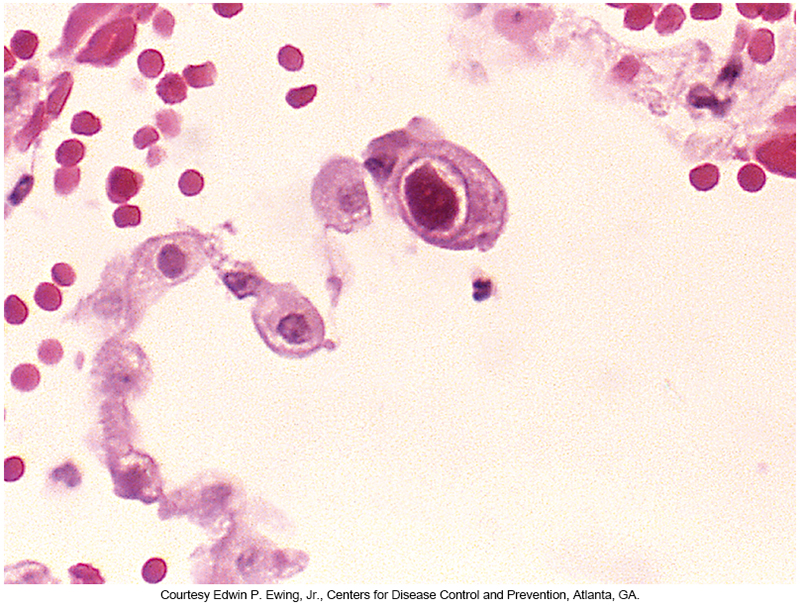 Courtesy Edwin P. Ewing, Jr., Centers for Disease Control and Prevention, Atlanta, GA.